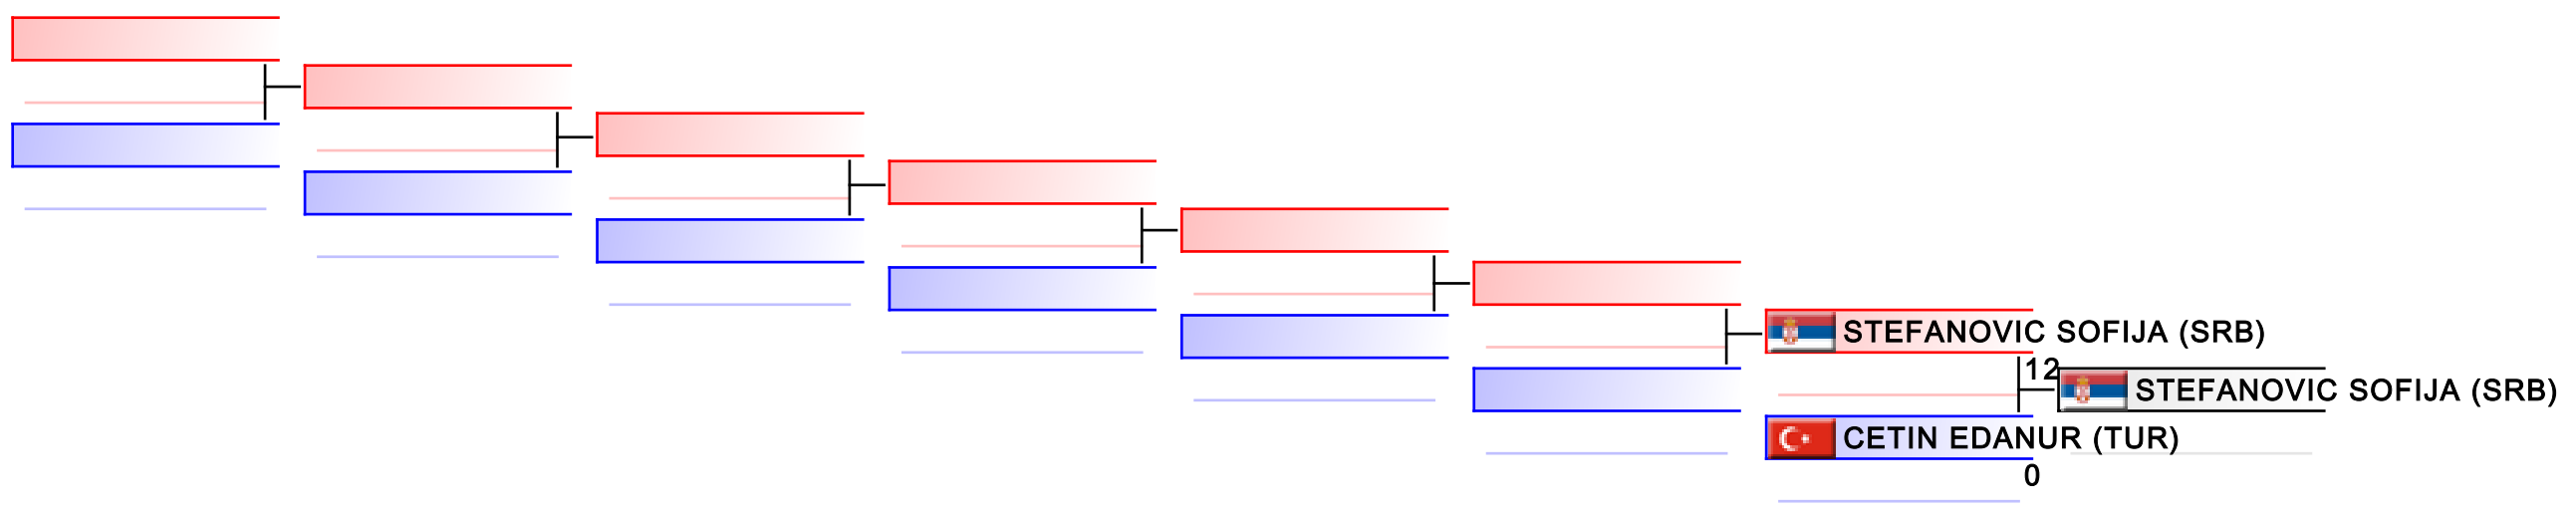 STEFANOVIC SOFIJA (SRB)
12
STEFANOVIC SOFIJA (SRB)
CETIN EDANUR (TUR)
0